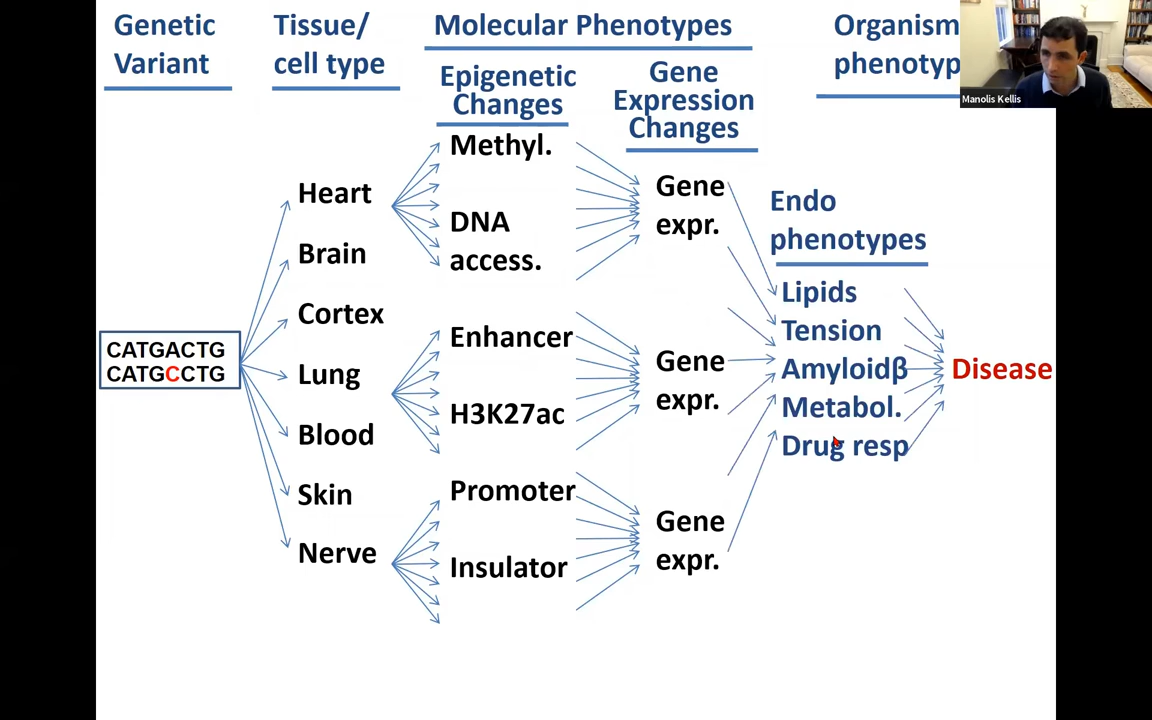 Genetic
Variant
Tissue/
cell type
Molecular Phenotypes
Epigenetic
Changes
Gene
Expression
Changes
Organism
phenotyp
Manolis Kellis
CATGACTG
CATGCCTG
Heart
Brain
Cortex
Lung
Blood
Skin
Nerve
Methyl.
DNA
access.
Enhancer
H3K27ac
Promoter
Insulator
Gene
expr.
Gene
expr.
Gene
expr.
Endo
phenotypes
Lipids
Tension
Amyloidβ
Metabol.
Drug resp
Disease